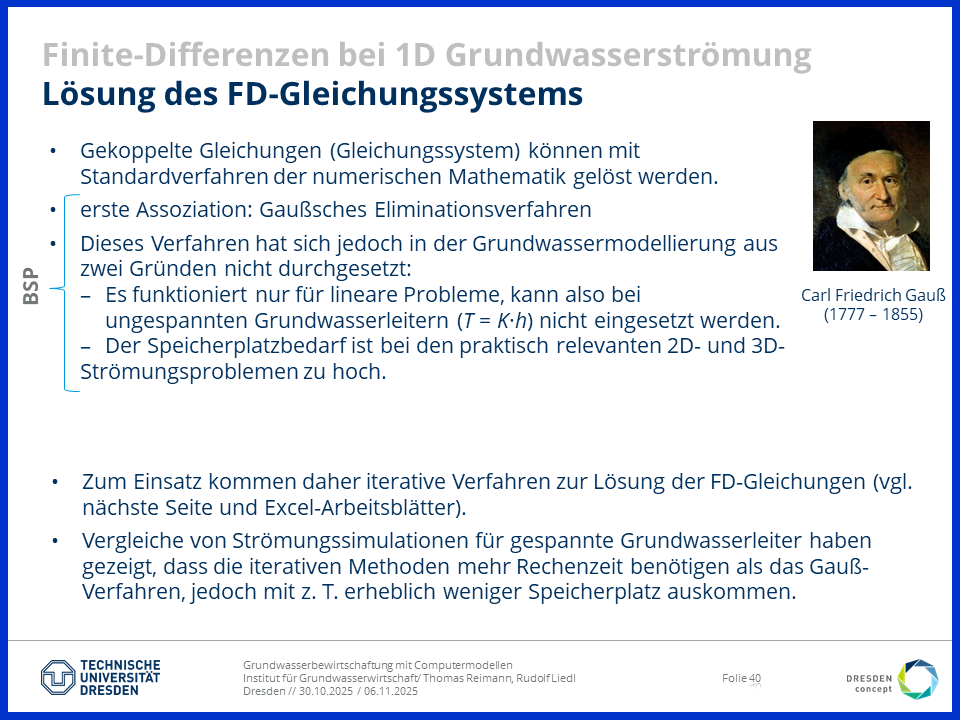 Finite-Differenzen bei 1D Grundwasserströmung
Lösung des FD-Gleichungssystems
• Gekoppelte Gleichungen (Gleichungssystem) können mit
Standardverfahren der numerischen Mathematik gelöst werden.
• erste Assoziation: Gaußsches Eliminationsverfahren
• Dieses Verfahren hat sich jedoch in der Grundwassermodellierung aus
zwei Gründen nicht durchgesetzt:
– Es funktioniert nur für lineare Probleme, kann also bei
ungespannten Grundwasserleitern (T = K·h) nicht eingesetzt werden.
– Der Speicherplatzbedarf ist bei den praktisch relevanten 2D- und 3D-
Strömungsproblemen zu hoch.
BSP
Carl Friedrich Gauß
(1777 – 1855)
• Zum Einsatz kommen daher iterative Verfahren zur Lösung der FD-Gleichungen (vgl.
nächste Seite und Excel-Arbeitsblätter).
• Vergleiche von Strömungssimulationen für gespannte Grundwasserleiter haben
gezeigt, dass die iterativen Methoden mehr Rechenzeit benötigen als das Gauß-
Verfahren, jedoch mit z. T. erheblich weniger Speicherplatz auskommen.
TECHNISCHE
UNIVERSITÄT
DRESDEN
Grundwasserbewirtschaftung mit Computermodellen
Institut für Grundwasserwirtschaft/ Thomas Reimann, Rudolf Liedl
Dresden // 30.10.2025 / 06.11.2025
Folie 40
DRESDEN
concept